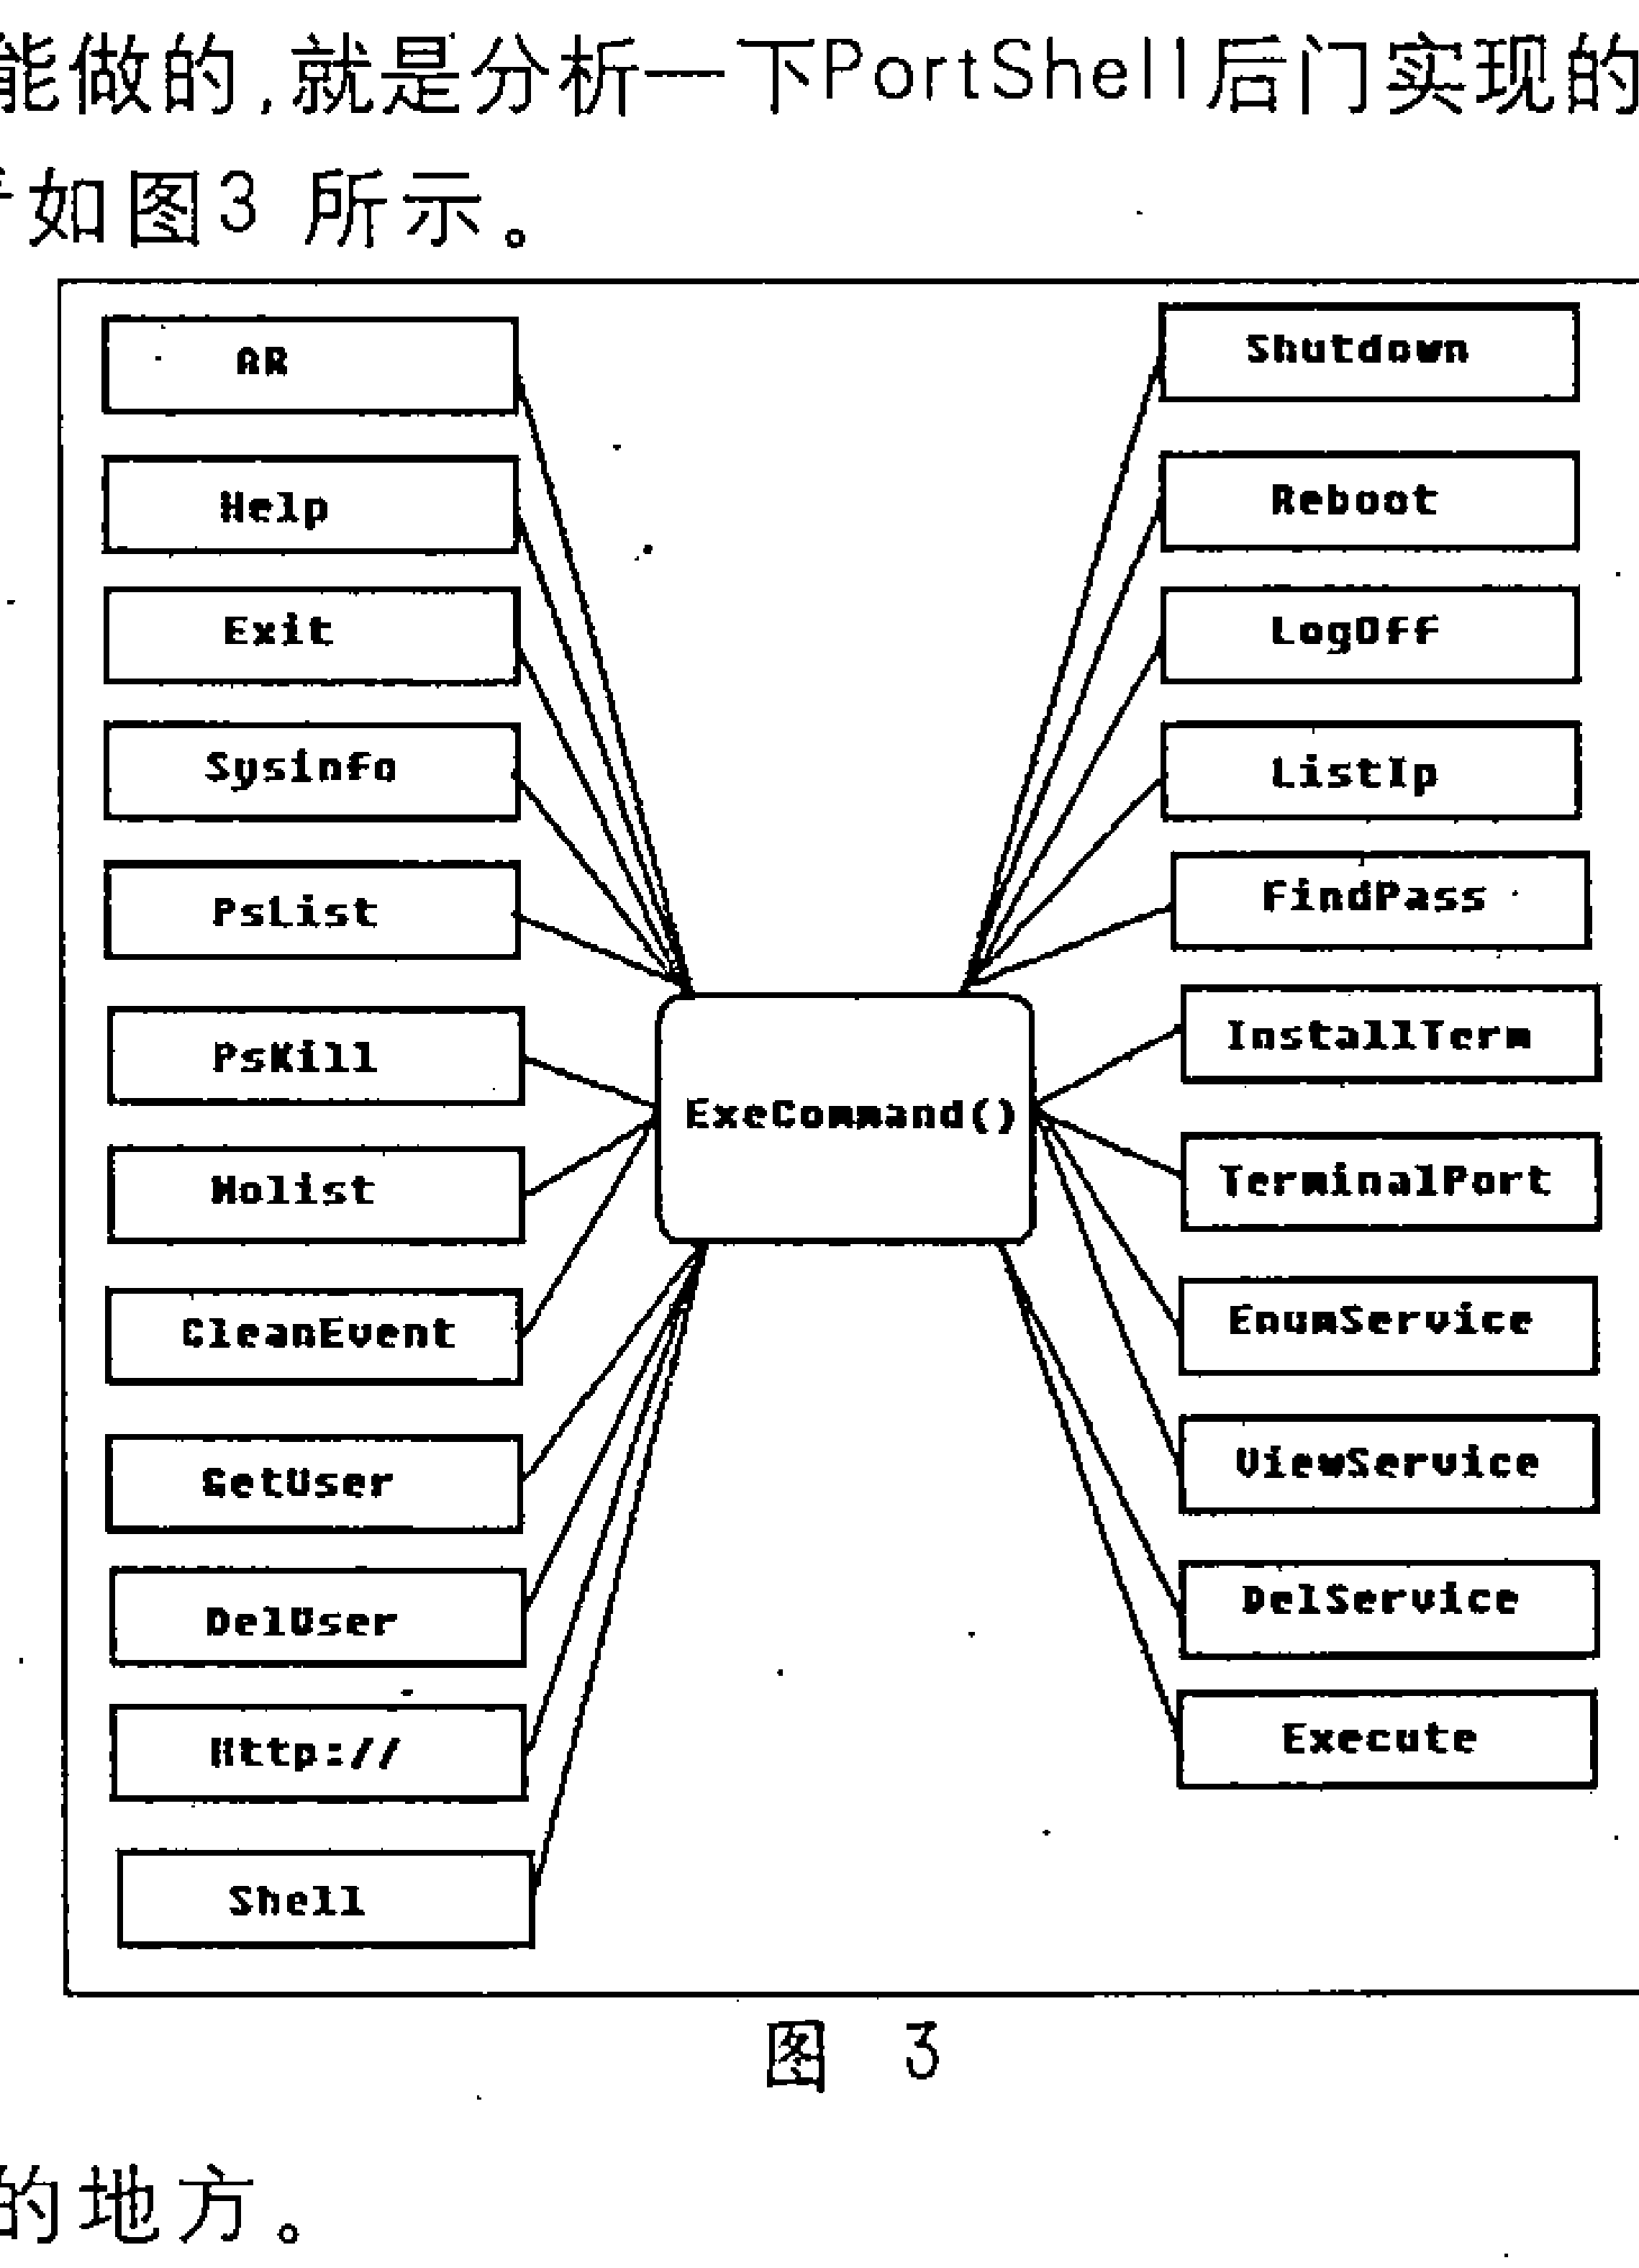 能做的,就是分析一下PortShell后门实现的
如图3 所示。
AR
Help
Exit
Sysinfo
PsList
PsKill
Molist
CleanEvent
GetUser
DelUser
Http://
Shell
ExeCommand()
Shutdown
Reboot
LogOff
ListIp
FindPass
InstallTerm
TerminalPort
EnumService
ViewService
DelService
Execute
图 3
的地方。